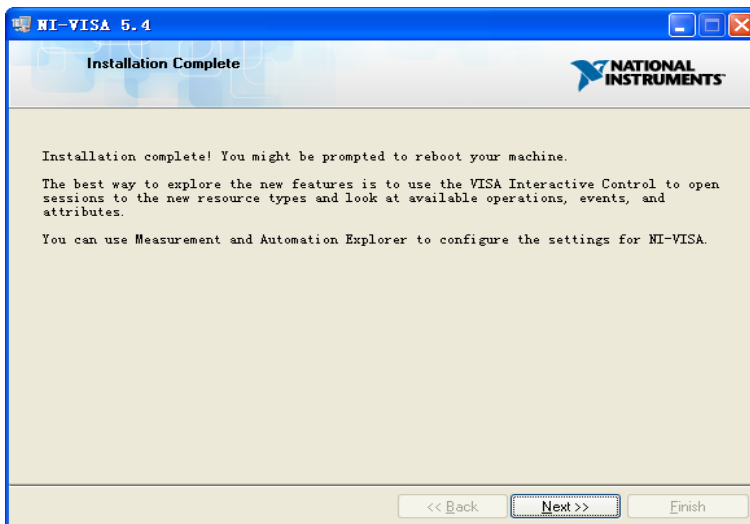 NI-VISA 5.4
Installation Complete
NATIONAL
INSTRUMENTS
Installation complete! You might be prompted to reboot your machine.
The best way to explore the new features is to use the VISA Interactive Control to open
sessions to the new resource types and look at available operations, events, and
attributes.
You can use Measurement and Automation Explorer to configure the settings for NI-VISA.
<< Back
Next >>
Finish